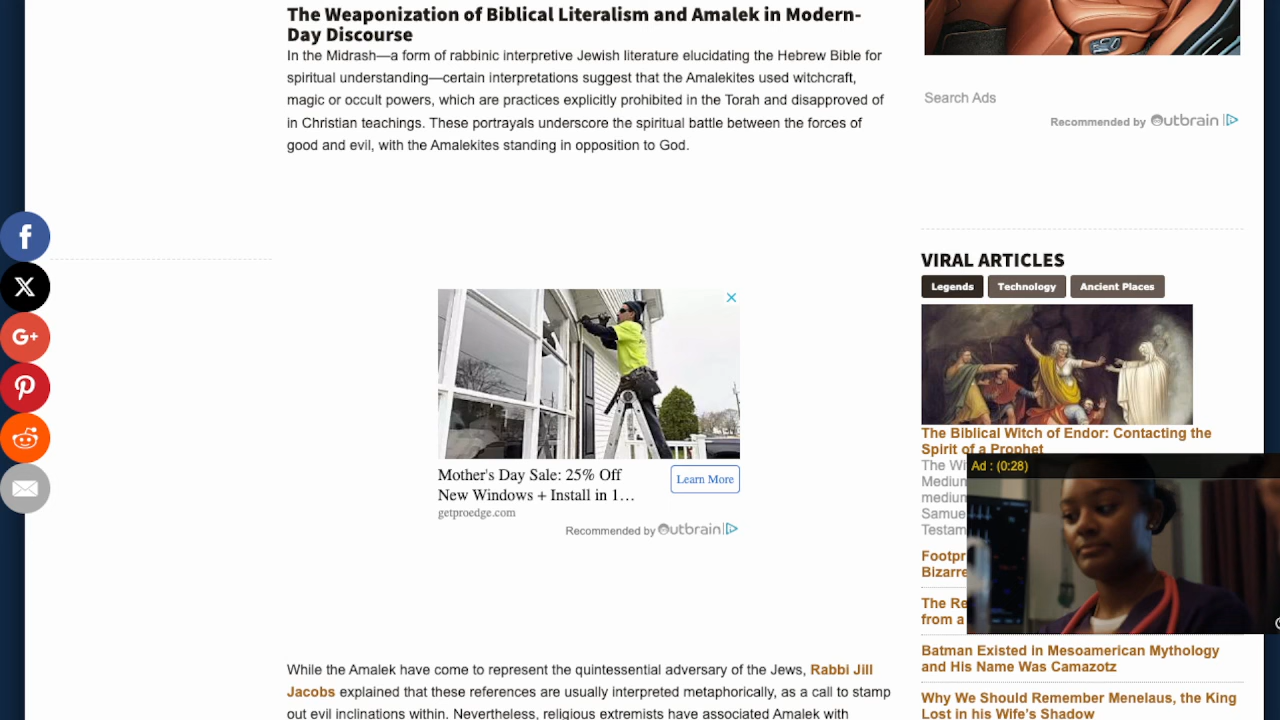 The Weaponization of Biblical Literalism and Amalek in Modern-
Day Discourse
In the Midrash—a form of rabbinic interpretive Jewish literature elucidating the Hebrew Bible for
spiritual understanding—certain interpretations suggest that the Amalekites used witchcraft,
magic or occult powers, which are practices explicitly prohibited in the Torah and disapproved of
in Christian teachings. These portrayals underscore the spiritual battle between the forces of
good and evil, with the Amalekites standing in opposition to God.
Mother's Day Sale: 25% Off
New Windows + Install in 1…
getproedge.com
Learn More
Recommended by Outbrain
While the Amalek have come to represent the quintessential adversary of the Jews, Rabbi Jill
Jacobs explained that these references are usually interpreted metaphorically, as a call to stamp
out evil inclinations within. Nevertheless, religious extremists have associated Amalek with
Search Ads
Recommended by Outbrain
VIRAL ARTICLES
Legends Technology Ancient Places
The Biblical Witch of Endor: Contacting the
Spirit of a Prophet
The Wi
Medium
medium
Samue
Testam
Ad : (0:28)
Footpr
Bizarre
The Re
from a
Batman Existed in Mesoamerican Mythology
and His Name Was Camazotz
Why We Should Remember Menelaus, the King
Lost in his Wife's Shadow